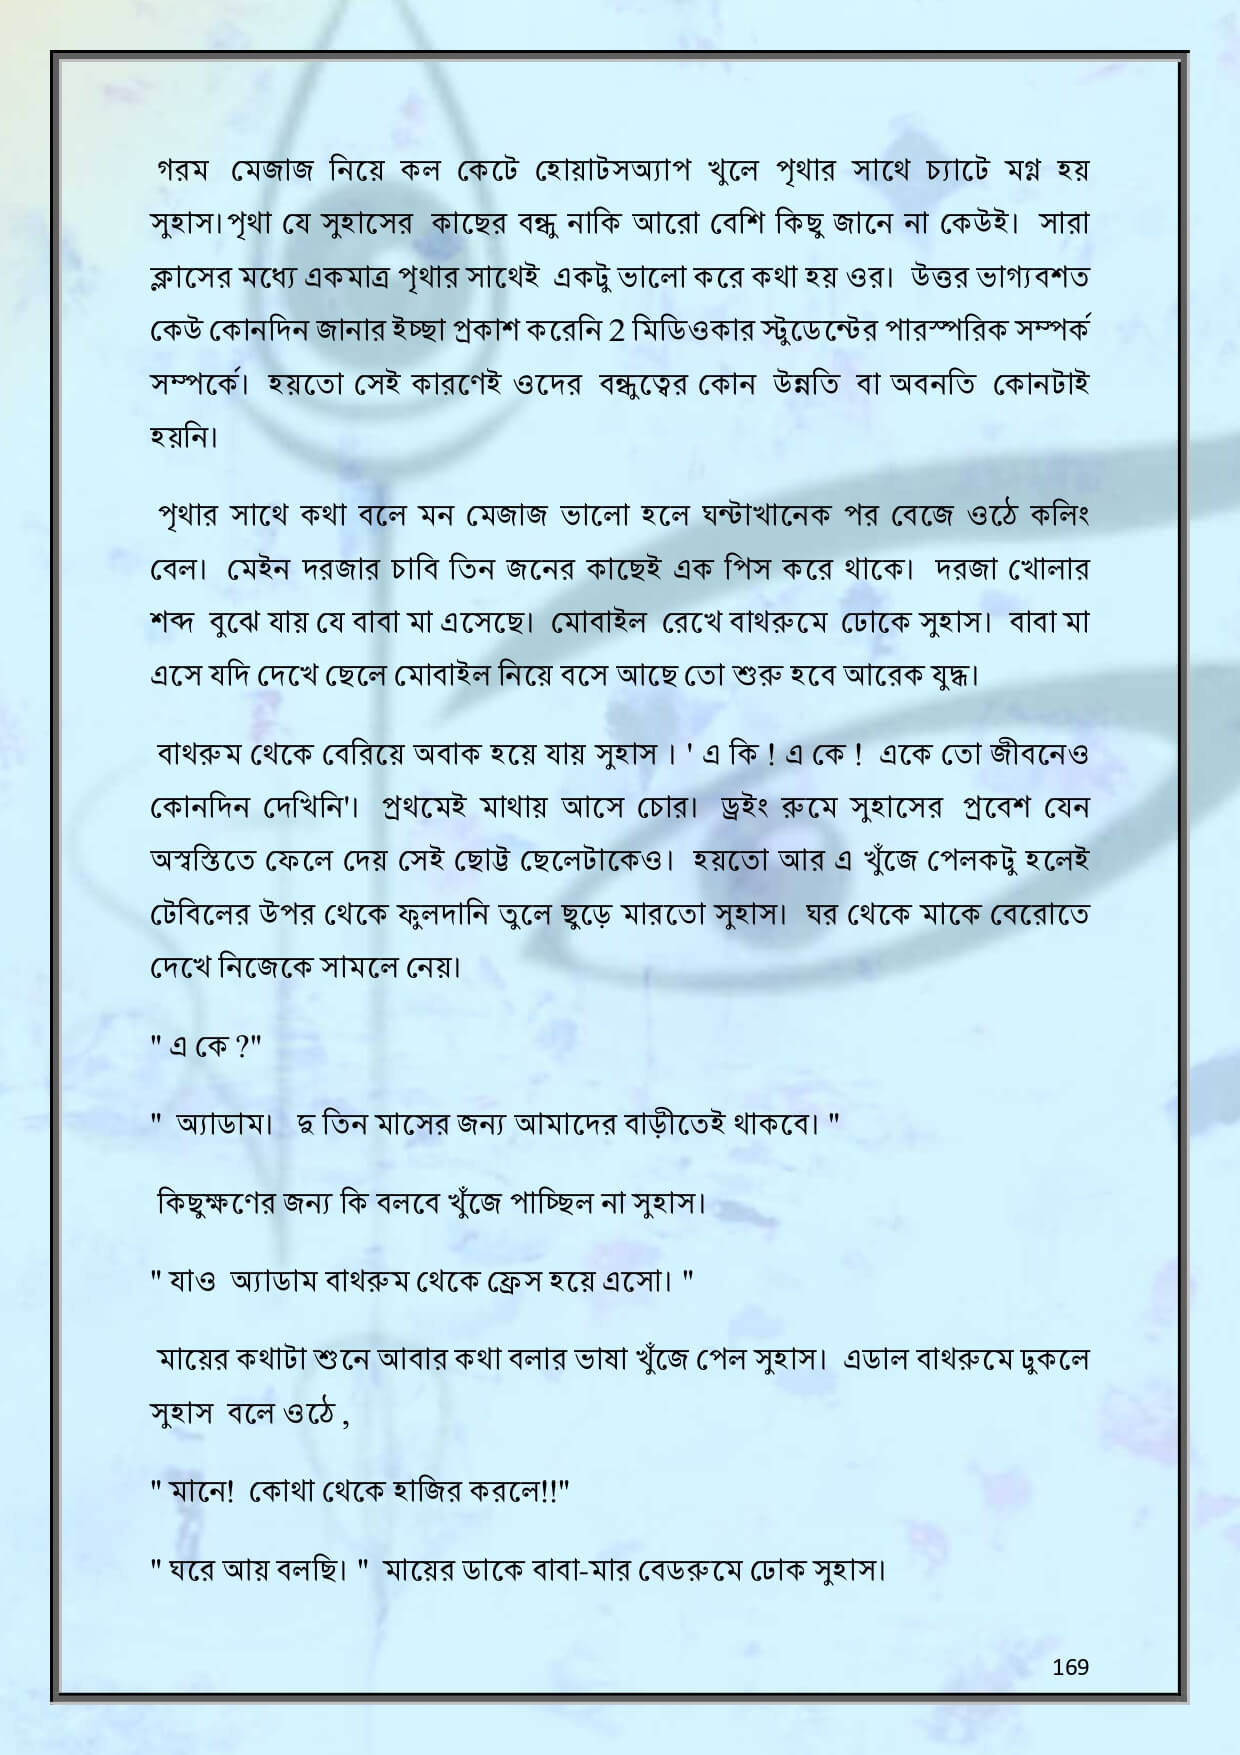 গরম মেজাজ নিয়ে কল কেটে হোয়াটসঅ্যাপ খুলে পৃথার সাথে চ্যাটে মগ্ন হয়
সুহাস।পৃথা যে সুহাসের কাছের বন্ধু নাকি আরো বেশি কিছু জানে না কেউই। সারা
ক্লাসের মধ্যে একমাত্র পৃথার সাথেই একটু ভালো করে কথা হয় ওর। উত্তর ভাগ্যবশত
কেউ কোনদিন জানার ইচ্ছা প্রকাশ করেনি 2 মিডিওকার স্টুডেন্টের পারস্পরিক সম্পর্ক
সম্পর্কে। হয়তো সেই কারণেই ওদের বন্ধুত্বের কোন উন্নতি বা অবনতি কোনটাই
হয়নি।
পৃথার সাথে কথা বলে মন মেজাজ ভালো হলে ঘন্টাখানেক পর বেজে ওঠে কলিং
বেল। মেইন দরজার চাবি তিন জনের কাছেই এক পিস করে থাকে। দরজা খোলার
শব্দ বুঝে যায় যে বাবা মা এসেছে। মোবাইল রেখে বাথরুমে ঢোকে সুহাস। বাবা মা
এসে যদি দেখে ছেলে মোবাইল নিয়ে বসে আছে তো শুরু হবে আরেক যুদ্ধ।
বাথরুম থেকে বেরিয়ে অবাক হয়ে যায় সুহাস । ' এ কি ! এ কে ! একে তো জীবনেও
কোনদিন দেখিনি'। প্রথমেই মাথায় আসে চোর। ড্রইং রুমে সুহাসের প্রবেশ যেন
অস্বস্তিতে ফেলে দেয় সেই ছোট্ট ছেলেটাকেও। হয়তো আর এ খুঁজে পেলকটু হলেই
টেবিলের উপর থেকে ফুলদানি তুলে ছুড়ে মারতো সুহাস। ঘর থেকে মাকে বেরোতে
দেখে নিজেকে সামলে নেয়।
" এ কে ?"
" অ্যাডাম। দু তিন মাসের জন্য আমাদের বাড়ীতেই থাকবে। "
কিছুক্ষণের জন্য কি বলবে খুঁজে পাচ্ছিল না সুহাস।
" যাও অ্যাডাম বাথরুম থেকে ফ্রেস হয়ে এসো। "
মায়ের কথাটা শুনে আবার কথা বলার ভাষা খুঁজে পেল সুহাস। এডাল বাথরুমে ঢুকলে
সুহাস বলে ওঠে ,
" মানে! কোথা থেকে হাজির করলে!!"
" ঘরে আয় বলছি। " মায়ের ডাকে বাবা-মার বেডরুমে ঢোক সুহাস।
169